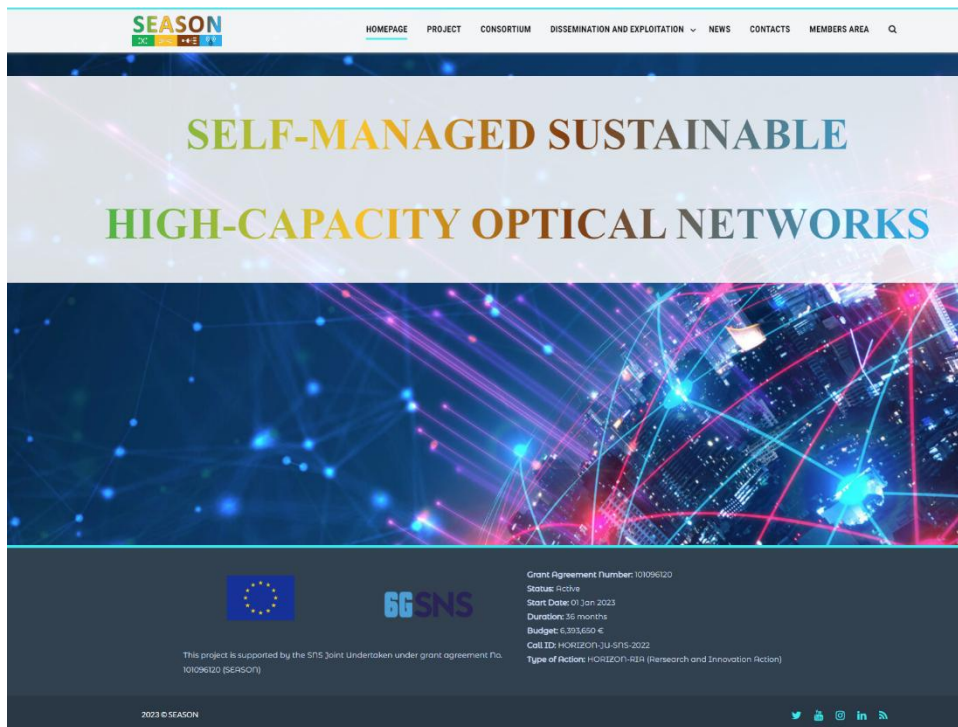 SEASON
HOMEPAGE PROJECT CONSORTIUM DISSEMINATION AND EXPLOITATION NEWS CONTACTS MEMBERS AREA
SELF-MANAGED SUSTAINABLE
HIGH-CAPACITY OPTICAL NETWORKS
6GSNS
This project is supported by the SNS Joint Undertaken under grant agreement No.
101096120 (SEASON)
Grant Agreement Number: 101096120
Status: Active
Start Date: 01 Jan 2023
Duration: 36 months
Budget: 6,393,650 €
Call ID: HORIZON-JU-SNS-2022
Type of Action: HORIZON-RIA (Rersearch and Innovation Action)
2023 © SEASON